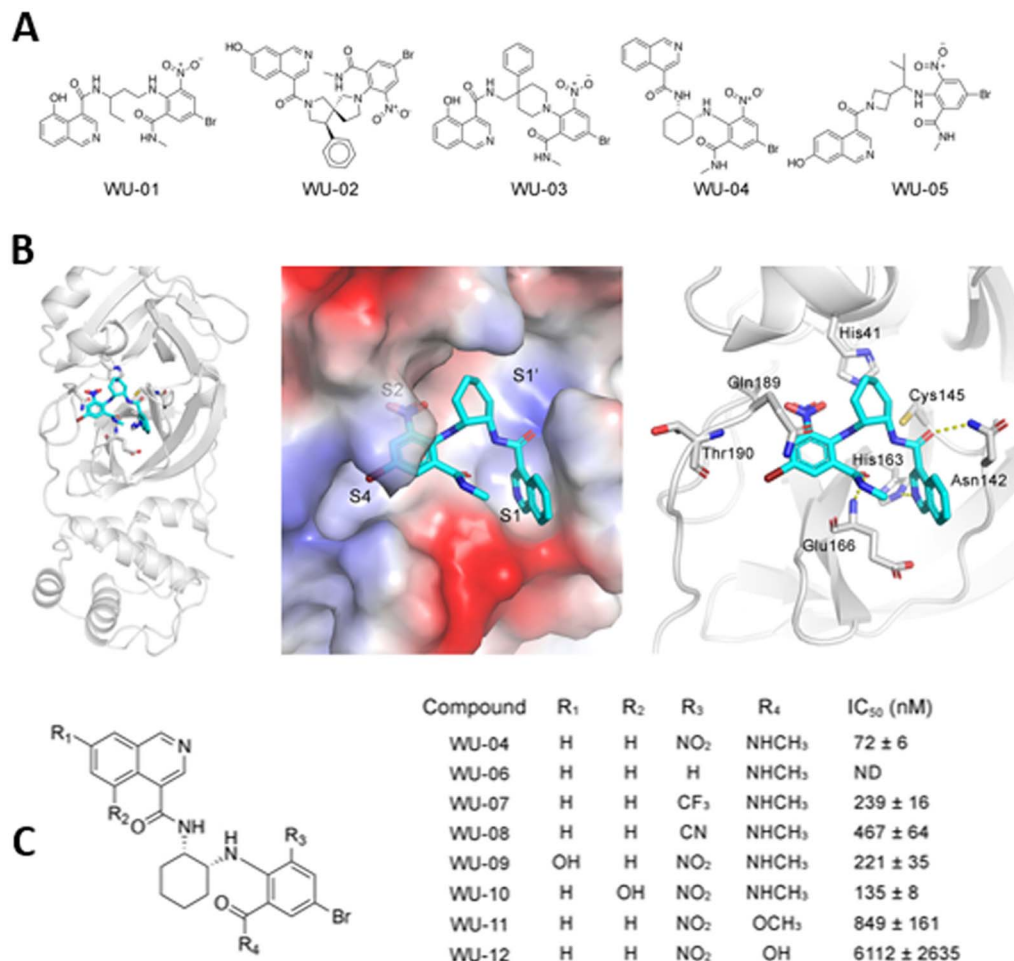 A
WU-01
WU-02
WU-03
WU-04
WU-05
B
S2
S1'
S4
S1
His41
Gln189
Cys145
Thr190
His163
Asn142
Glu166
C
R1
N
R2
O
NH
H
N
R3
O
Br
R4
Compound R1 R2 R3 R4 IC50 (nM)
WU-04 H H NO2 NHCH3 72 ± 6
WU-06 H H H NHCH3 ND
WU-07 H H CF3 NHCH3 239 ± 16
WU-08 H H CN NHCH3 467 ± 64
WU-09 OH H NO2 NHCH3 221 ± 35
WU-10 H OH NO2 NHCH3 135 ± 8
WU-11 H H NO2 OCH3 849 ± 161
WU-12 H H NO2 OH 6112 ± 2635